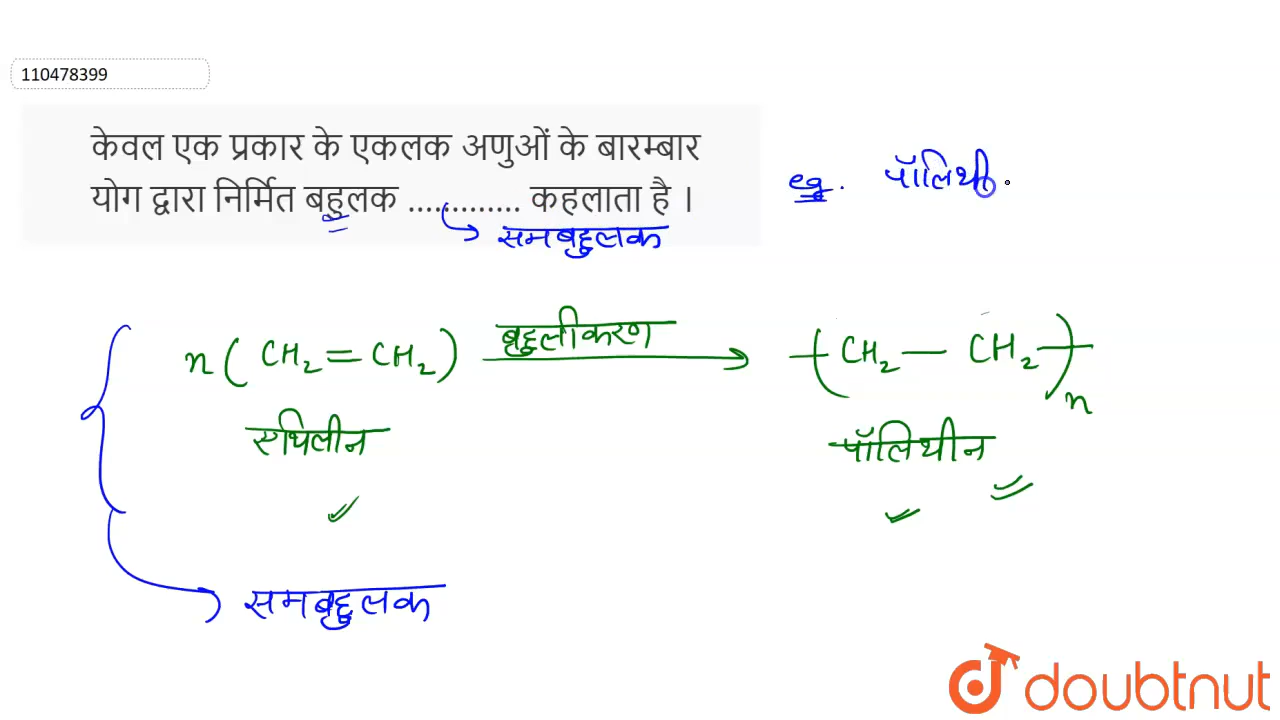 110478399
केवल एक प्रकार के एकलक अणुओं के बारम्बार
योग द्वारा निर्मित बहुलक ............. कहलाता है ।
समबहुलक
eg. पॉलिथी
n ( CH₂ = CH₂ ) बहुलीकरण ( CH₂ — CH₂ )n
एथिलीन पॉलिथीन
समबहुलक
doubtnut